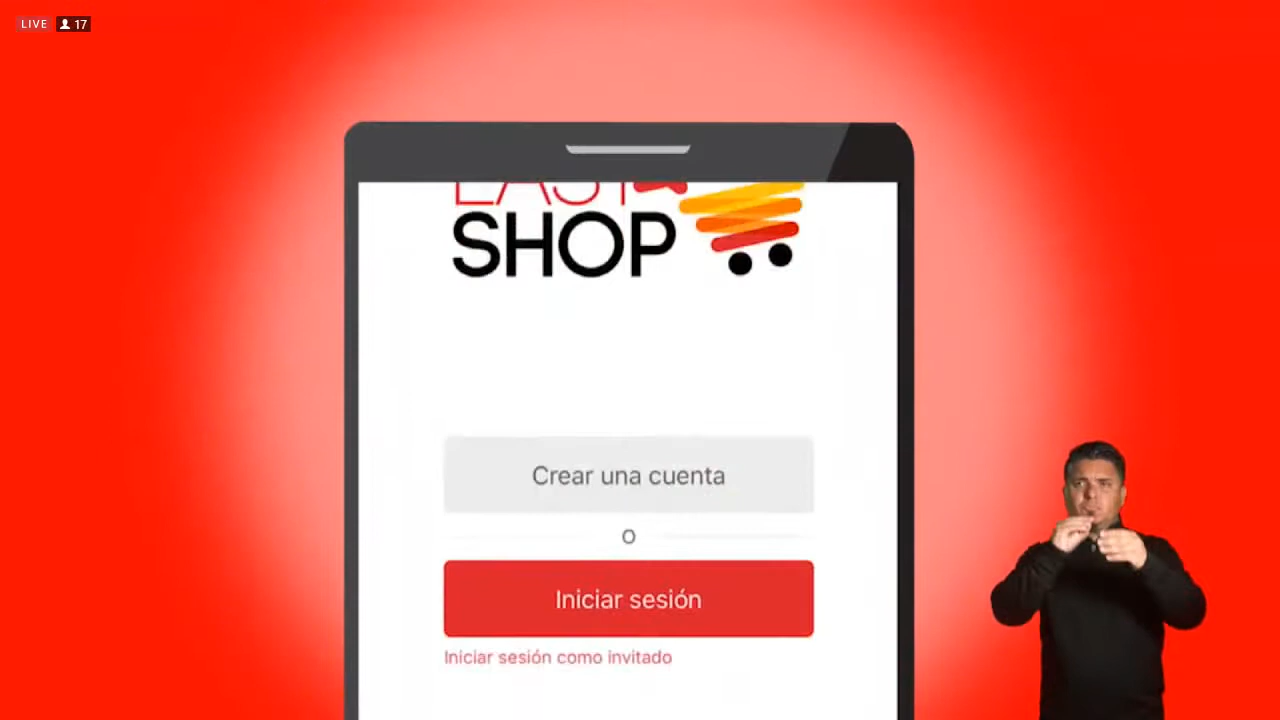 LIVE 17
SHOP
Crear una cuenta
o
Iniciar sesión
Iniciar sesión como invitado